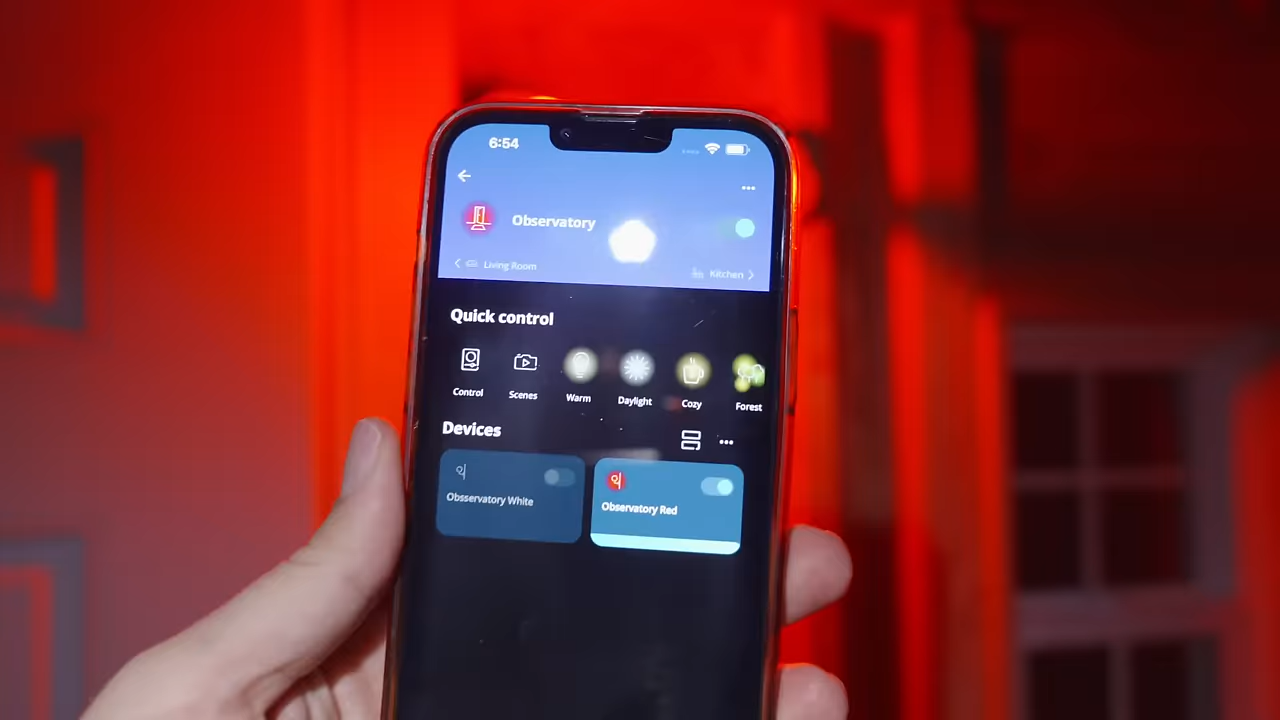 6:54
Observatory
Living Room
Kitchen
Quick control
Control
Scenes
Warm
Daylight
Cozy
Forest
Devices
Obsservatory White
Observatory Red